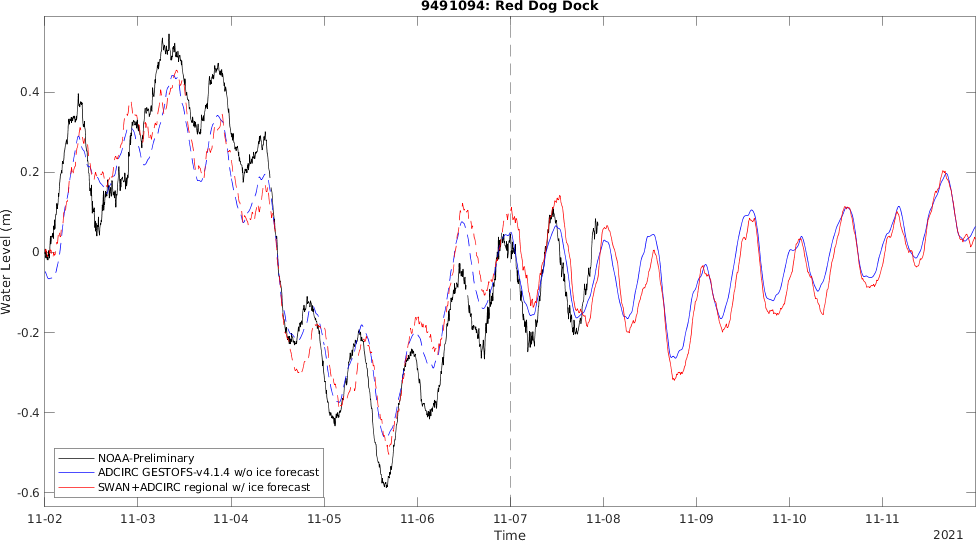 9491094: Red Dog Dock
Water Level (m)
0.4
0.2
0
-0.2
-0.4
-0.6
NOAA-Preliminary
ADCIRC GESTOFS-v4.1.4 w/o ice forecast
SWAN+ADCIRC regional w/ ice forecast
11-02 11-03 11-04 11-05 11-06 11-07 11-08 11-09 11-10 11-11
Time
2021